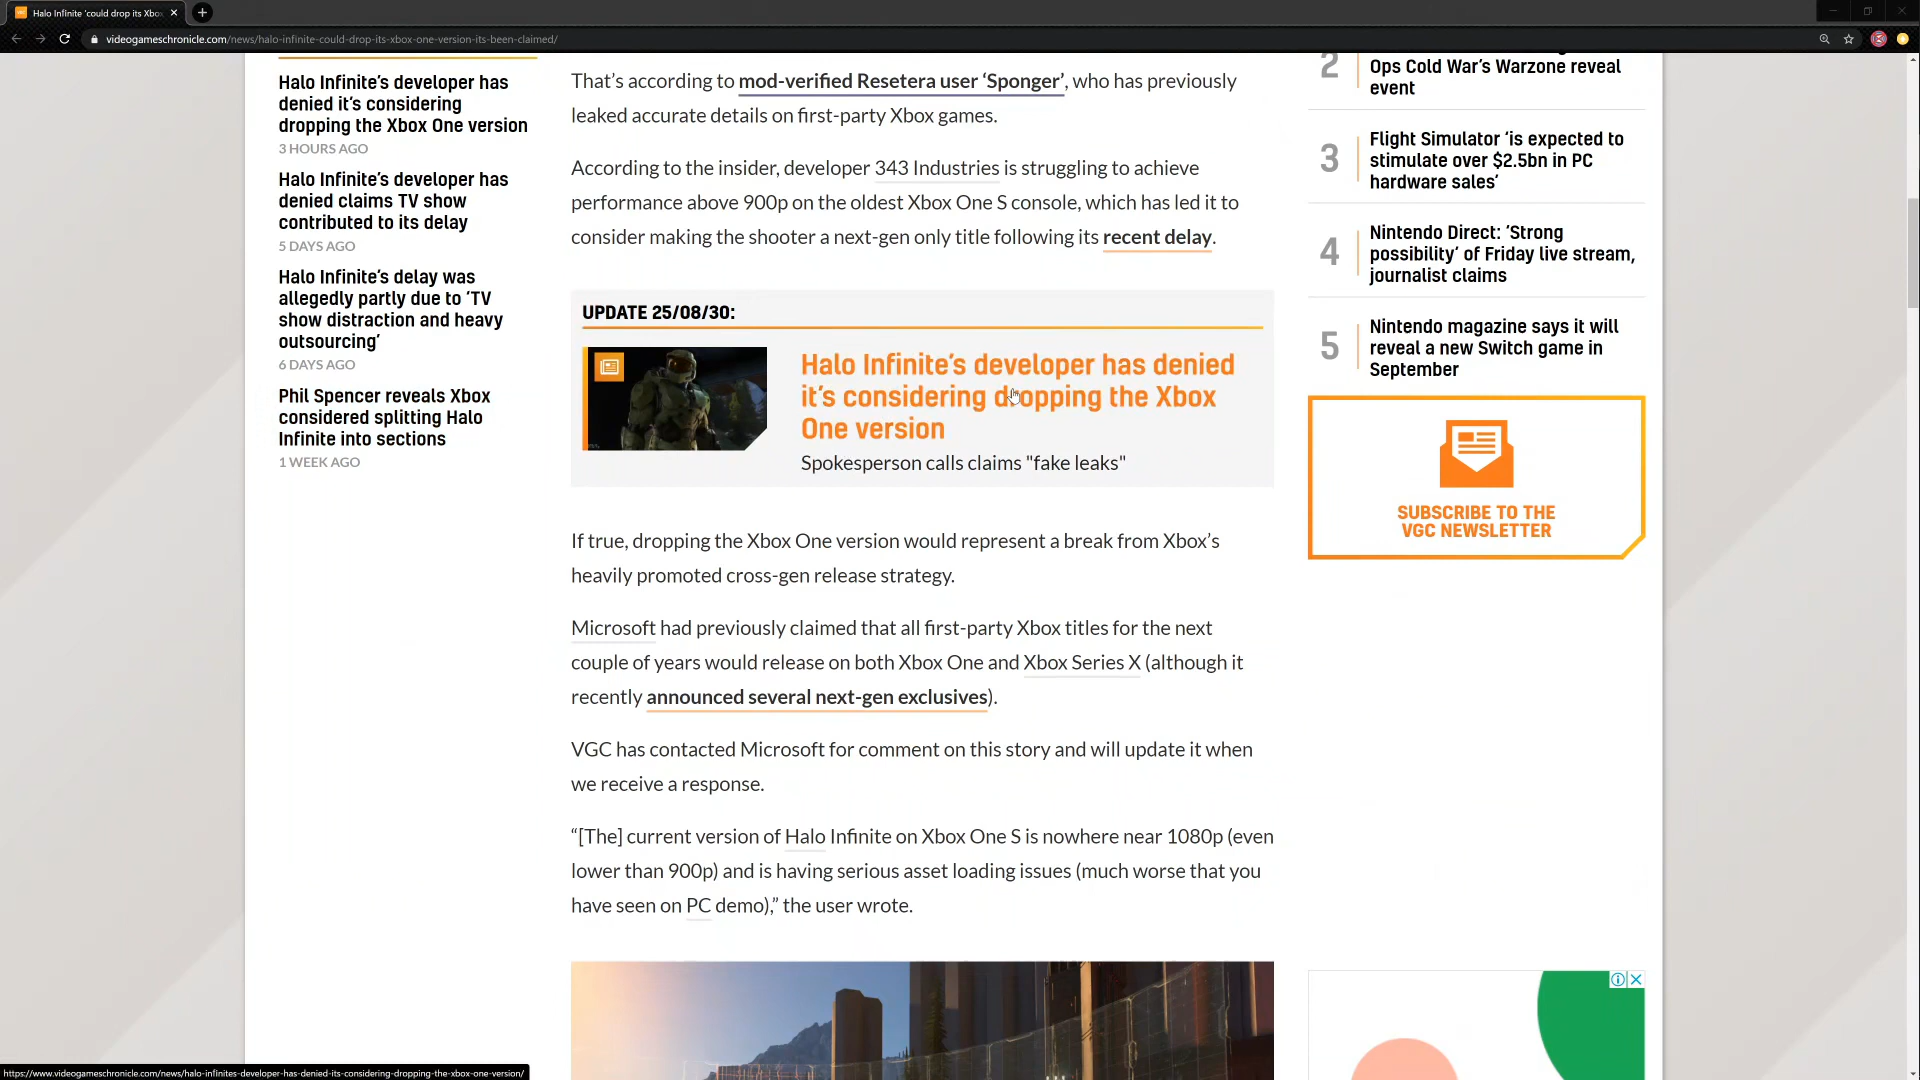 Halo Infinite 'could drop its Xbo
videogameschronicle.com/news/halo-infinite-could-drop-its-xbox-one-version-its-been-claimed/
Halo Infinite's developer has
denied it's considering
dropping the Xbox One version
3 HOURS AGO
Halo Infinite's developer has
denied claims TV show
contributed to its delay
5 DAYS AGO
Halo Infinite's delay was
allegedly partly due to 'TV
show distraction and heavy
outsourcing'
6 DAYS AGO
Phil Spencer reveals Xbox
considered splitting Halo
Infinite into sections
1 WEEK AGO
That's according to mod-verified Resetera user 'Sponger', who has previously
leaked accurate details on first-party Xbox games.
According to the insider, developer 343 Industries is struggling to achieve
performance above 900p on the oldest Xbox One S console, which has led it to
consider making the shooter a next-gen only title following its recent delay.
UPDATE 25/08/30:
Halo Infinite's developer has denied
it's considering dropping the Xbox
One version
Spokesperson calls claims "fake leaks"
If true, dropping the Xbox One version would represent a break from Xbox's
heavily promoted cross-gen release strategy.
Microsoft had previously claimed that all first-party Xbox titles for the next
couple of years would release on both Xbox One and Xbox Series X (although it
recently announced several next-gen exclusives).
VGC has contacted Microsoft for comment on this story and will update it when
we receive a response.
“[The] current version of Halo Infinite on Xbox One S is nowhere near 1080p (even
lower than 900p) and is having serious asset loading issues (much worse that you
have seen on PC demo),” the user wrote.
2
Ops Cold War's Warzone reveal
event
3
Flight Simulator 'is expected to
stimulate over $2.5bn in PC
hardware sales'
4
Nintendo Direct: 'Strong
possibility' of Friday live stream,
journalist claims
5
Nintendo magazine says it will
reveal a new Switch game in
September
SUBSCRIBE TO THE
VGC NEWSLETTER
https://www.videogameschronicle.com/news/halo-infinites-developer-has-denied-its-considering-dropping-the-xbox-one-version/